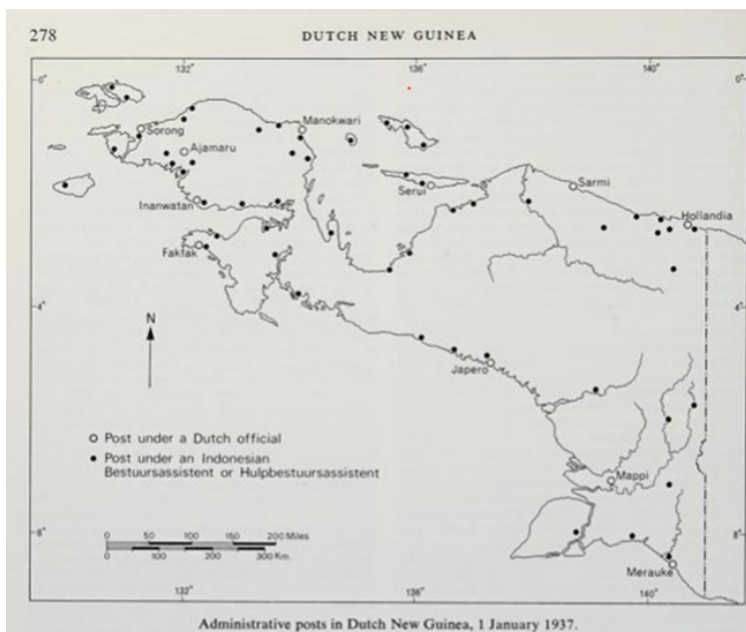 278
DUTCH NEW GUINEA
132°
136°
140°
0°
0°
Manokwari
Sorong
Ajamaru
Serui
Sarmi
Inanwatan
Hollandia
Fakfak
4°
4°
N
Japero
Post under a Dutch official
Post under an Indonesian
Bestuursassistent or Hulpbestuursassistent
Mappi
0 50 100 150 200 Miles
0 100 200 300 Km.
8°
8°
Merauke
132°
136°
140°
Administrative posts in Dutch New Guinea, 1 January 1937.